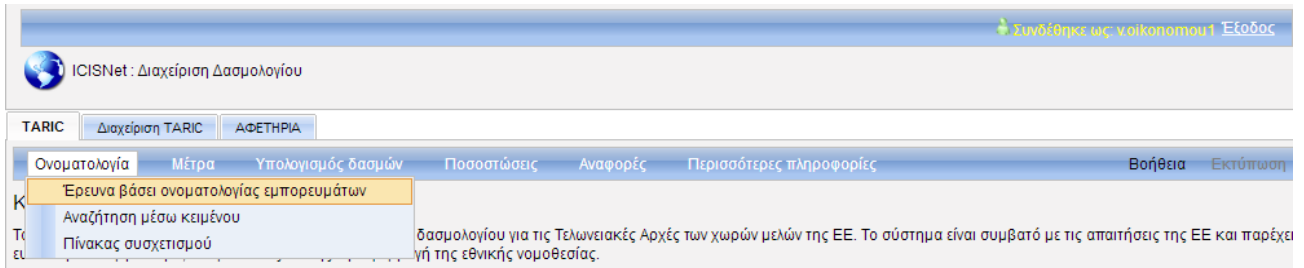 Συνδέθηκε ως: v.oikonomou1 Έξοδος
ICISNet : Διαχείριση Δασμολογίου
TARIC Διαχείριση TARIC ΑΦΕΤΗΡΙΑ
Ονοματολογία Μέτρα Υπολογισμός δασμών Ποσοστώσεις Αναφορές Περισσότερες πληροφορίες Βοήθεια Εκτύπωση
Έρευνα βάσει ονοματολογίας εμπορευμάτων
Αναζήτηση μέσω κειμένου
Πίνακας συσχετισμού
δασμολογίου για τις Τελωνειακές Αρχές των χωρών μελών της ΕΕ. Το σύστημα είναι συμβατό με τις απαιτήσεις της ΕΕ και παρέχει
της εθνικής νομοθεσίας.